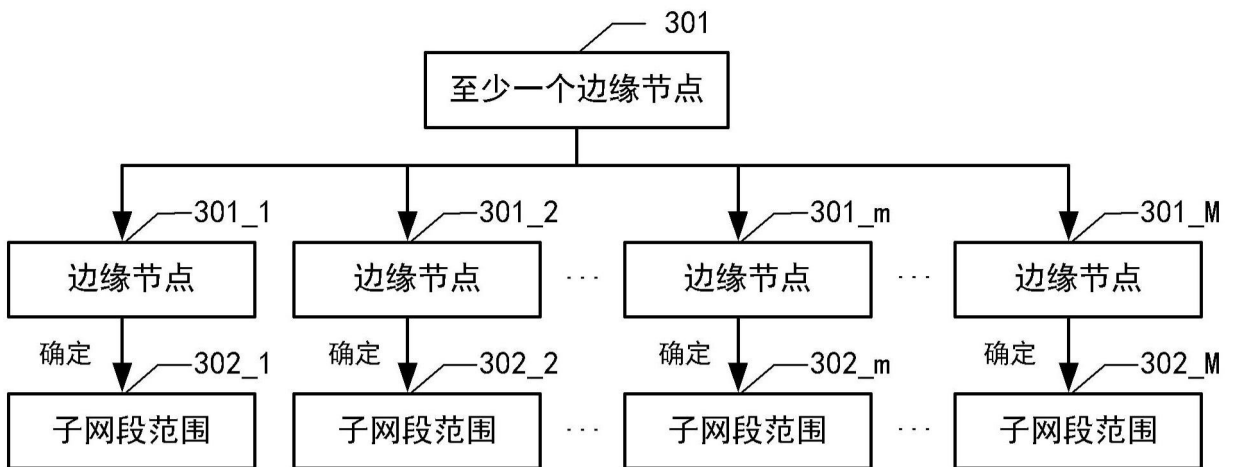 301
至少一个边缘节点
301_1 301_2 301_m 301_M
边缘节点 边缘节点 ··· 边缘节点 ··· 边缘节点
确定 确定 确定 确定
302_1 302_2 302_m 302_M
子网段范围 子网段范围 ··· 子网段范围 ··· 子网段范围